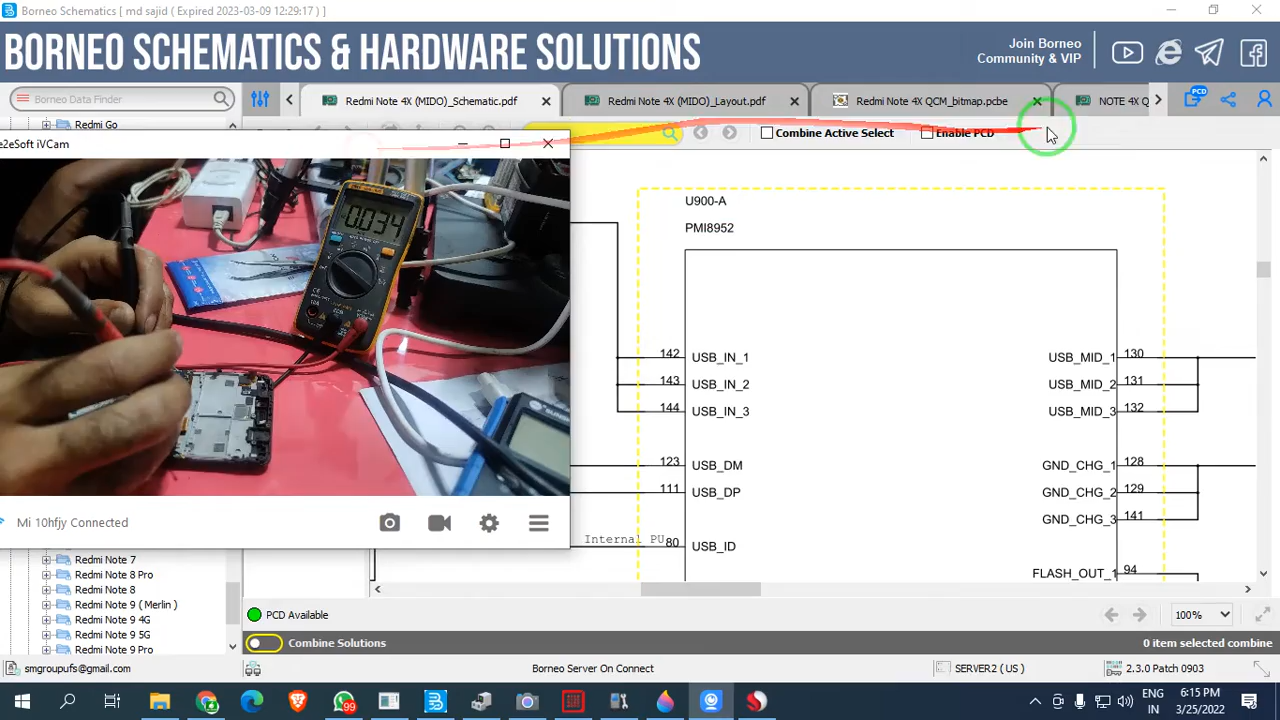 Borneo Schematics [ md sajid ( Expired 2023-03-09 12:29:17 ) ]
BORNEO SCHEMATICS & HARDWARE SOLUTIONS
Join Borneo
Community & VIP
Borneo Data Finder
Redmi Note 4X (MIDO)_Schematic.pdf
Redmi Note 4X (MIDO)_Layout.pdf
Redmi Note 4X QCM_bitmap.pcbe
NOTE 4X Q
PCD
Redmi Go
Combine Active Select
Enable PCD
e2eSoft iVCam
0.034
Mi 10hfjy Connected
U900-A
PMI8952
142 USB_IN_1
143 USB_IN_2
144 USB_IN_3
123 USB_DM
111 USB_DP
Internal PU
80 USB_ID
USB_MID_1 130
USB_MID_2 131
USB_MID_3 132
GND_CHG_1 128
GND_CHG_2 129
GND_CHG_3 141
FLASH_OUT_1 94
Redmi Note 7
Redmi Note 8 Pro
Redmi Note 8
Redmi Note 9 (Merlin )
Redmi Note 9 4G
Redmi Note 9 5G
Redmi Note 9 Pro
PCD Available
100%
Combine Solutions
0 item selected combine
smgroupufs@gmail.com
Borneo Server On Connect
SERVER2 ( US )
2.3.0 Patch 0903
99
ENG
IN
6:15 PM
3/25/2022